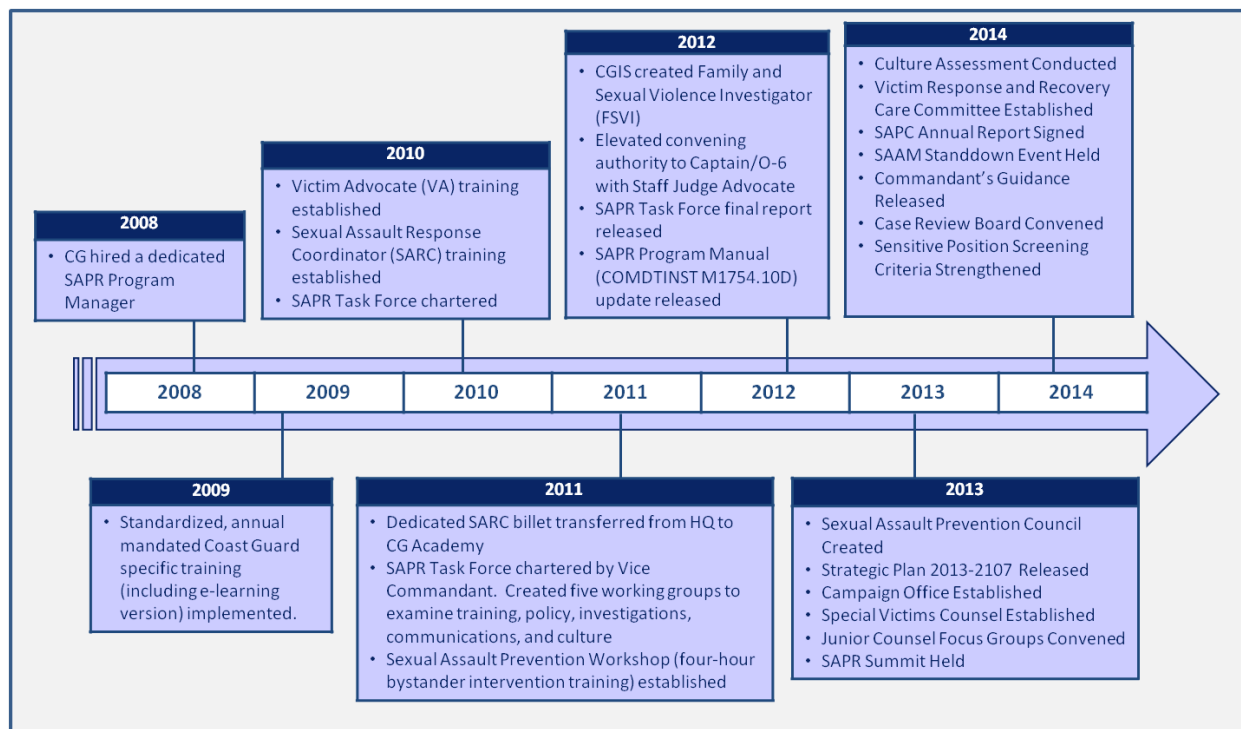 2008
• CG hired a dedicated
SAPR Program
Manager
2010
• Victim Advocate (VA) training
established
• Sexual Assault Response
Coordinator (SARC) training
established
• SAPR Task Force chartered
2012
• CGIS created Family and
Sexual Violence Investigator
(FSVI)
• Elevated convening
authority to Captain/O-6
with Staff Judge Advocate
• SAPR Task Force final report
released
• SAPR Program Manual
(COMDTINST M1754.10D)
update released
2014
• Culture Assessment Conducted
• Victim Response and Recovery
Care Committee Established
• SAPC Annual Report Signed
• SAAM Standdown Event Held
• Commandant's Guidance
Released
• Case Review Board Convened
• Sensitive Position Screening
Criteria Strengthened
2008 2009 2010 2011 2012 2013 2014
2009
• Standardized, annual
mandated Coast Guard
specific training
(including e-learning
version) implemented.
2011
• Dedicated SARC billet transferred from HQ to
CG Academy
• SAPR Task Force chartered by Vice
Commandant. Created five working groups to
examine training, policy, investigations,
communications, and culture
• Sexual Assault Prevention Workshop (four-hour
bystander intervention training) established
2013
• Sexual Assault Prevention Council
Created
• Strategic Plan 2013-2107 Released
• Campaign Office Established
• Special Victims Counsel Established
• Junior Counsel Focus Groups Convened
• SAPR Summit Held